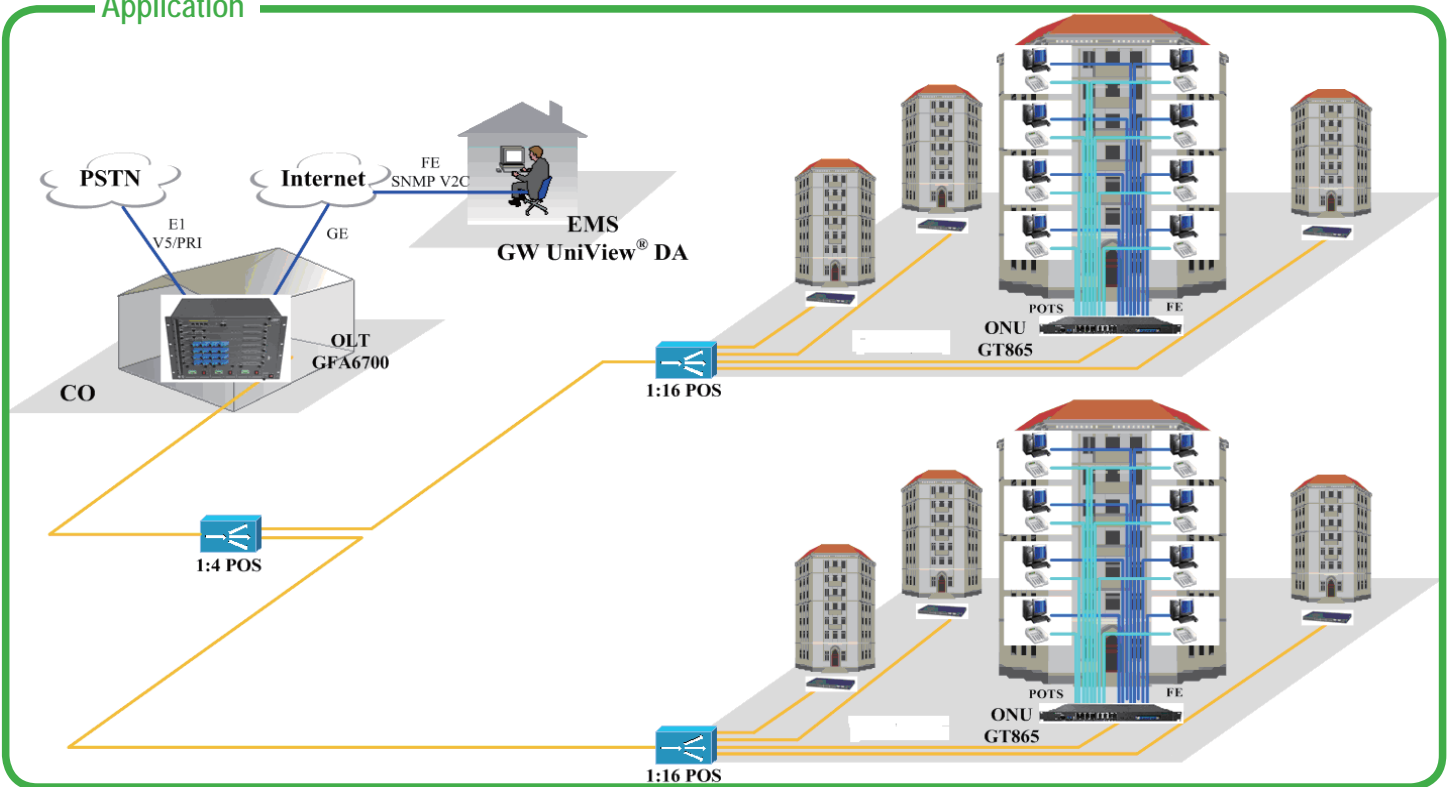 Application
PSTN
Internet
FE
SNMP V2C
E1
V5/PRI
GE
EMS
GW UniView® DA
OLT
GFA6700
CO
1:4 POS
1:16 POS
POTS
FE
ONU
GT865
1:16 POS
POTS
FE
ONU
GT865